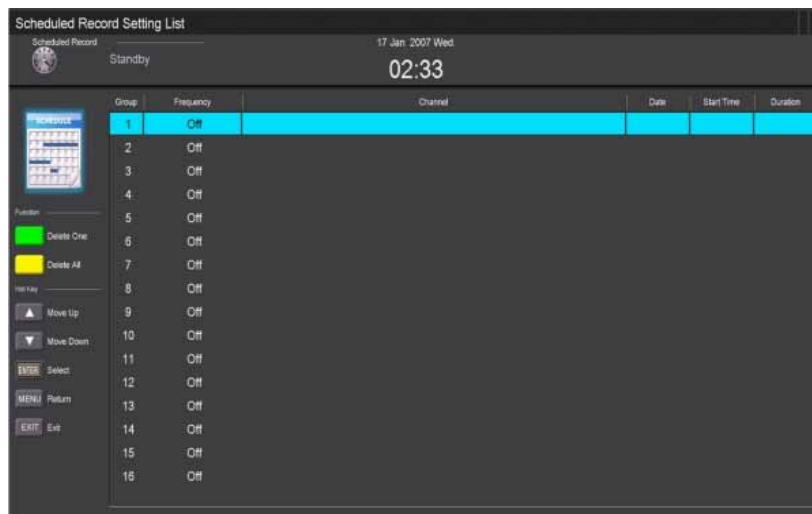 Scheduled Record Setting List
Scheduled Record
Standby
17 Jan 2007 Wed.
02:33
SCHEDULE
Group Frequency Channel Date Start Time Duration
1 Off
2 Off
3 Off
4 Off
5 Off
6 Off
7 Off
8 Off
9 Off
10 Off
11 Off
12 Off
13 Off
14 Off
15 Off
16 Off
Function
Delete One
Delete All
Hot Key
Move Up
Move Down
ENTER Select
MENU Return
EXIT Exit